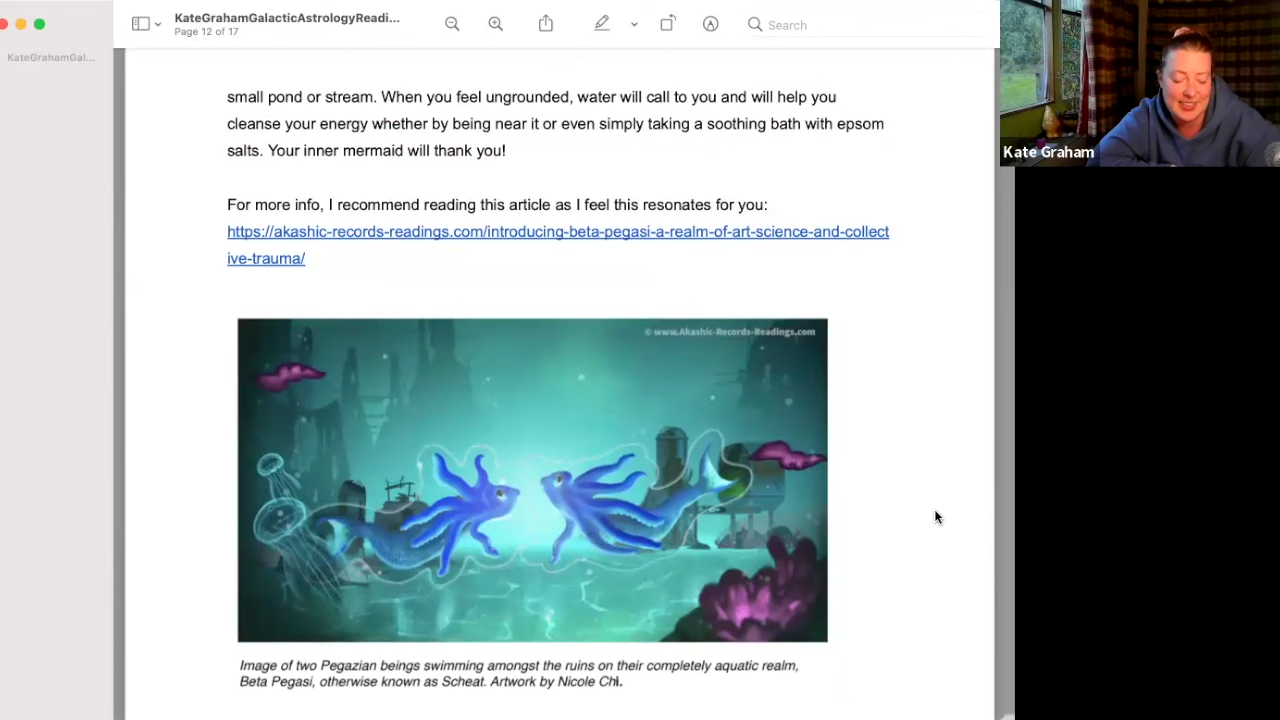 KateGrahamGalacticAstrologyReadi...
Page 12 of 17
Search
KateGrahamGal...
small pond or stream. When you feel ungrounded, water will call to you and will help you
cleanse your energy whether by being near it or even simply taking a soothing bath with epsom
salts. Your inner mermaid will thank you!
For more info, I recommend reading this article as I feel this resonates for you:
https://akashic-records-readings.com/introducing-beta-pegasi-a-realm-of-art-science-and-collect
ive-trauma/
© www.Akashic-Records-Readings.com
Image of two Pegazian beings swimming amongst the ruins on their completely aquatic realm,
Beta Pegasi, otherwise known as Scheat. Artwork by Nicole Chi.
Kate Graham